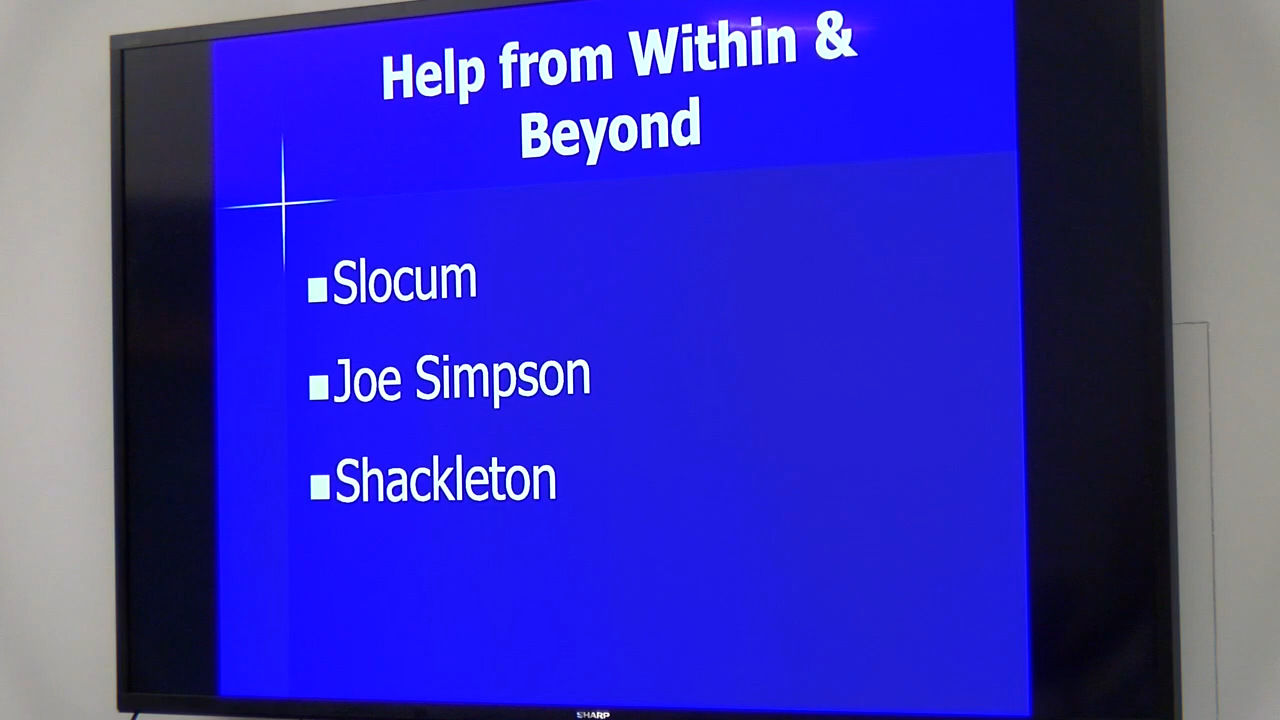 Help from Within &
Beyond
■Slocum
■Joe Simpson
■Shackleton
SHARP